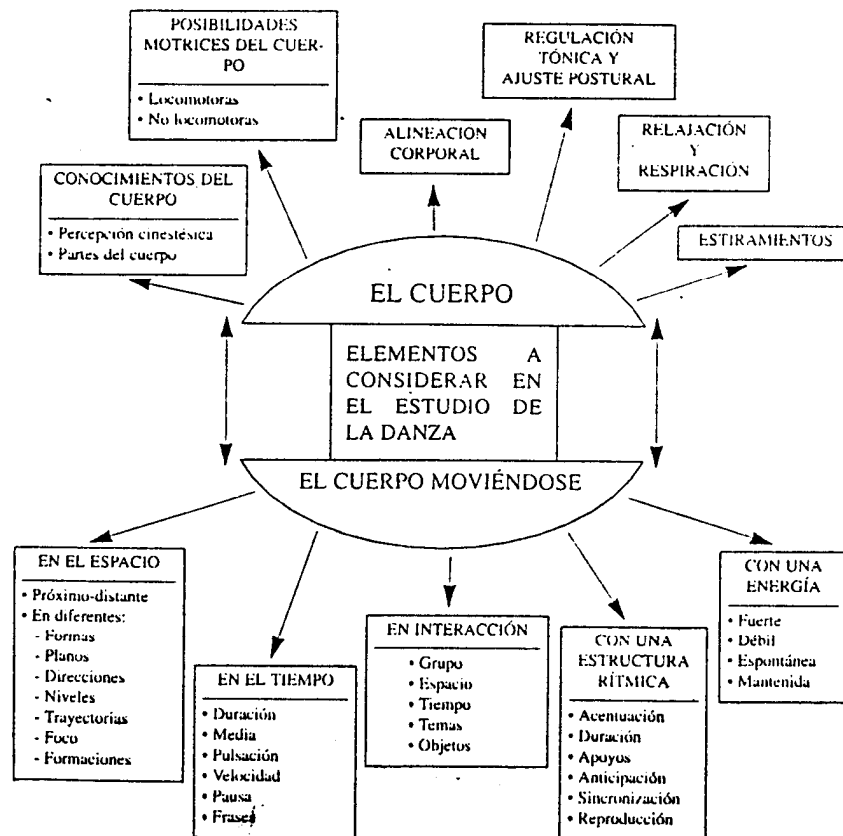 POSIBILIDADES
MOTRICES DEL CUER-
PO
• Locomotoras
• No locomotoras
REGULACIÓN
TÓNICA Y
AJUSTE POSTURAL
ALINEACIÓN
CORPORAL
RELAJACIÓN
Y
RESPIRACIÓN
CONOCIMIENTOS DEL
CUERPO
• Percepción cinestésica
• Partes del cuerpo
ESTIRAMIENTOS
EL CUERPO
ELEMENTOS A
CONSIDERAR EN
EL ESTUDIO DE
LA DANZA
EL CUERPO MOVIÉNDOSE
EN EL ESPACIO
• Próximo-distante
• En diferentes:
- Formas
- Planos
- Direcciones
- Niveles
- Trayectorias
- Foco
- Formaciones
EN EL TIEMPO
• Duración
• Media
• Pulsación
• Velocidad
• Pausa
• Frases
EN INTERACCIÓN
• Grupo
• Espacio
• Tiempo
• Temas
• Objetos
CON UNA
ESTRUCTURA
RÍTMICA
• Acentuación
• Duración
• Apoyos
• Anticipación
• Sincronización
• Reproducción
CON UNA
ENERGÍA
• Fuerte
• Débil
• Espontánea
• Mantenida